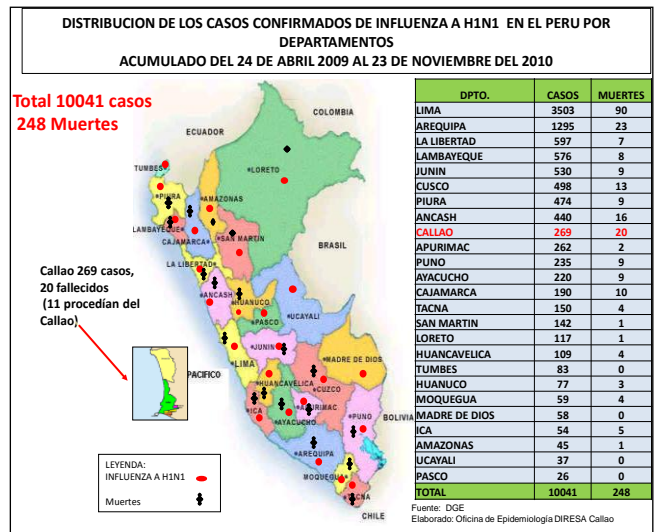 DISTRIBUCION DE LOS CASOS CONFIRMADOS DE INFLUENZA A H1N1 EN EL PERU POR
DEPARTAMENTOS
ACUMULADO DEL 24 DE ABRIL 2009 AL 23 DE NOVIEMBRE DEL 2010
Total 10041 casos
248 Muertes
COLOMBIA
ECUADOR
LORETO
TUMBES
PIURA
AMAZONAS
LAMBAYEQUE
CAJAMARCA
SAN MARTIN
BRASIL
LA LIBERTAD
ANCASH
HUANUCO
UCAYALI
PASCO
JUNIN
LIMA
MADRE DE DIOS
PACIFICO
HUANCAVELICA
CUZCO
ICA
APURIMAC
AYACUCHO
PUNO
BOLIVIA
AREQUIPA
MOQUEGUA
TACNA
CHILE
Callao 269 casos,
20 fallecidos
(11 procedían del
Callao)
LEYENDA:
INFLUENZA A H1N1
Muertes
DPTO. CASOS MUERTES
LIMA 3503 90
AREQUIPA 1295 23
LA LIBERTAD 597 7
LAMBAYEQUE 576 8
JUNIN 530 9
CUSCO 498 13
PIURA 474 9
ANCASH 440 16
CALLAO 269 20
APURIMAC 262 2
PUNO 235 9
AYACUCHO 220 9
CAJAMARCA 190 10
TACNA 150 4
SAN MARTIN 142 1
LORETO 117 1
HUANCAVELICA 109 4
TUMBES 83 0
HUANUCO 77 3
MOQUEGUA 59 4
MADRE DE DIOS 58 0
ICA 54 5
AMAZONAS 45 1
UCAYALI 37 0
PASCO 26 0
TOTAL 10041 248
Fuente: DGE
Elaborado: Oficina de Epidemiología DIRESA Callao